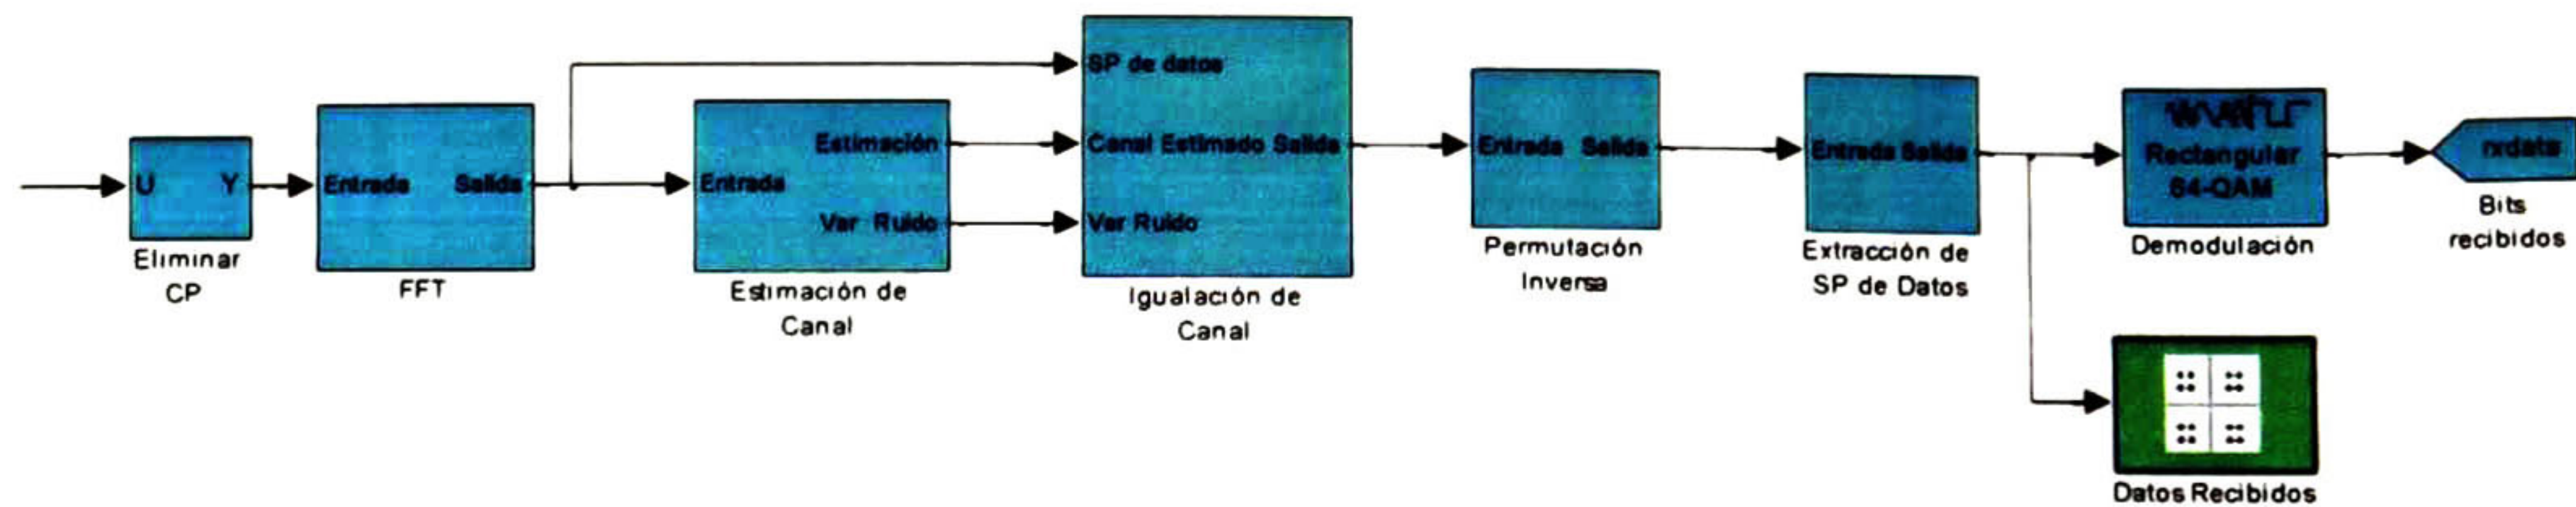 U Y
Eliminar
CP
Entrada Salida
FFT
Entrada
Estimación
Var Ruido
Estimación de
Canal
SP de datos
Canal Estimado Salida
Var Ruido
Igualación de
Canal
Entrada Salida
Permutación
Inversa
Entrada Salida
Extracción de
SP de Datos
Rectangular
64-QAM
Demodulación
rxdata
Bits
recibidos
Datos Recibidos